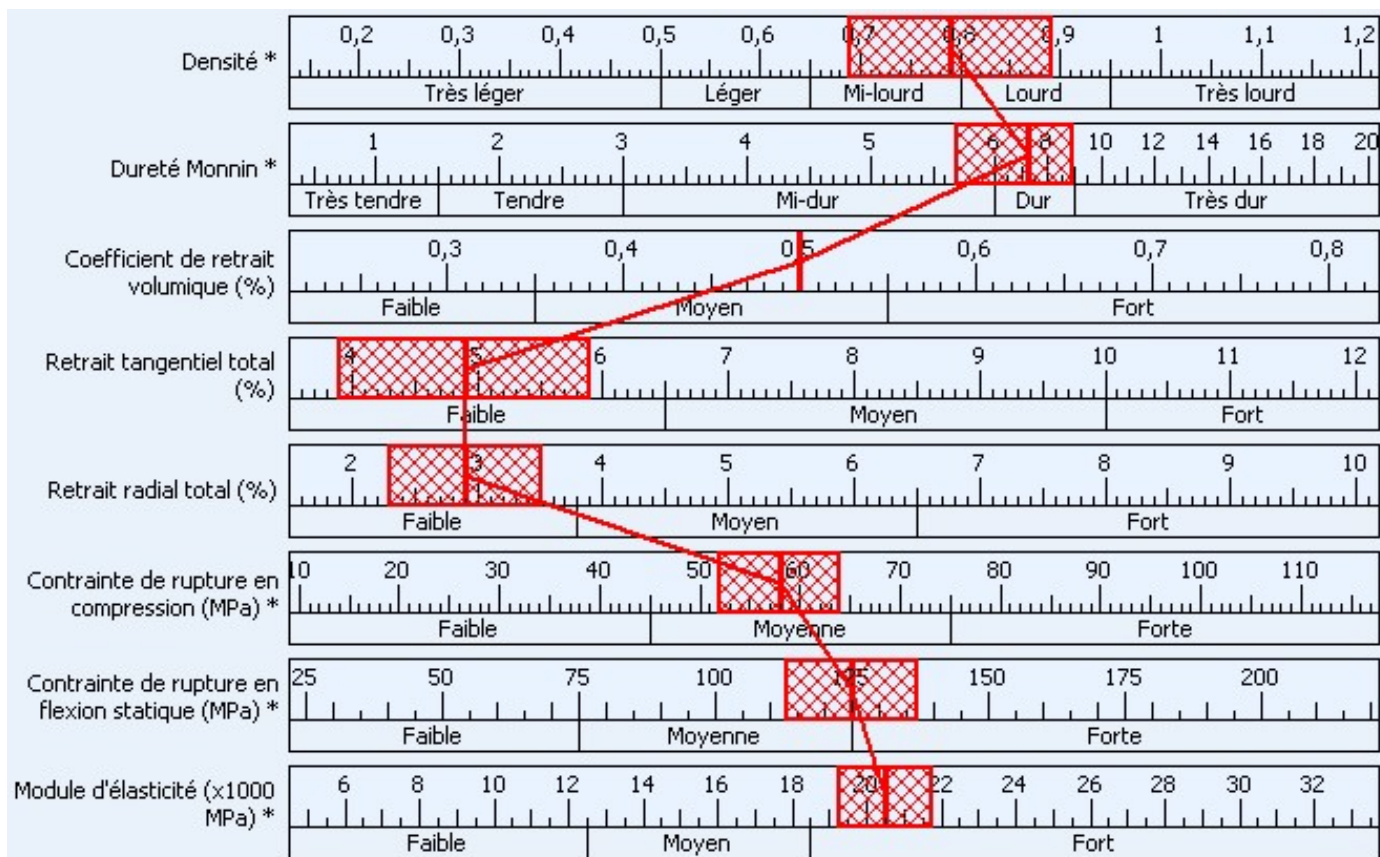 0,2 0,3 0,4 0,5 0,6 0,7 0,8 0,9 1 1,1 1,2
Densité *
Très léger Léger Mi-lourd Lourd Très lourd
1 2 3 4 5 6 8 10 12 14 16 18 20
Dureté Monnin *
Très tendre Tendre Mi-dur Dur Très dur
0,3 0,4 0,5 0,6 0,7 0,8
Coefficient de retrait
volumique (%)
Faible Moyen Fort
4 5 6 7 8 9 10 11 12
Retrait tangentiel total
(%)
Faible Moyen Fort
2 3 4 5 6 7 8 9 10
Retrait radial total (%)
Faible Moyen Fort
10 20 30 40 50 60 70 80 90 100 110
Contrainte de rupture en
compression (MPa) *
Faible Moyenne Forte
25 50 75 100 125 150 175 200
Contrainte de rupture en
flexion statique (MPa) *
Faible Moyenne Forte
6 8 10 12 14 16 18 20 22 24 26 28 30 32
Module d'élasticité (x1000
MPa) *
Faible Moyen Fort